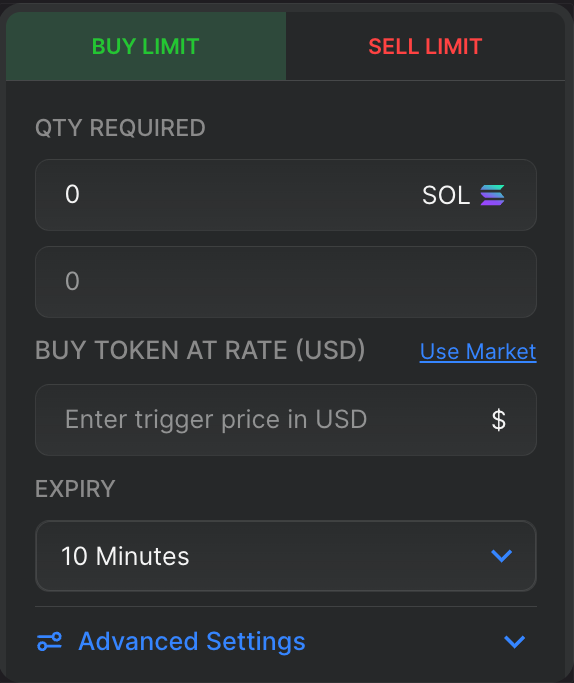 BUY LIMIT SELL LIMIT
QTY REQUIRED
0 SOL
0
BUY TOKEN AT RATE (USD) Use Market
Enter trigger price in USD $
EXPIRY
10 Minutes
Advanced Settings